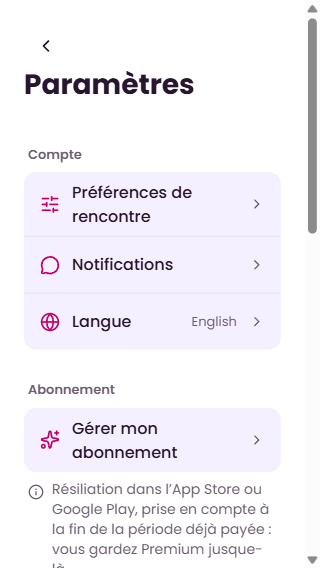 Paramètres
Compte
Préférences de
rencontre
Notifications
Langue English
Abonnement
Gérer mon
abonnement
Résiliation dans l’App Store ou
Google Play, prise en compte à
la fin de la période déjà payée :
vous gardez Premium jusque-
là